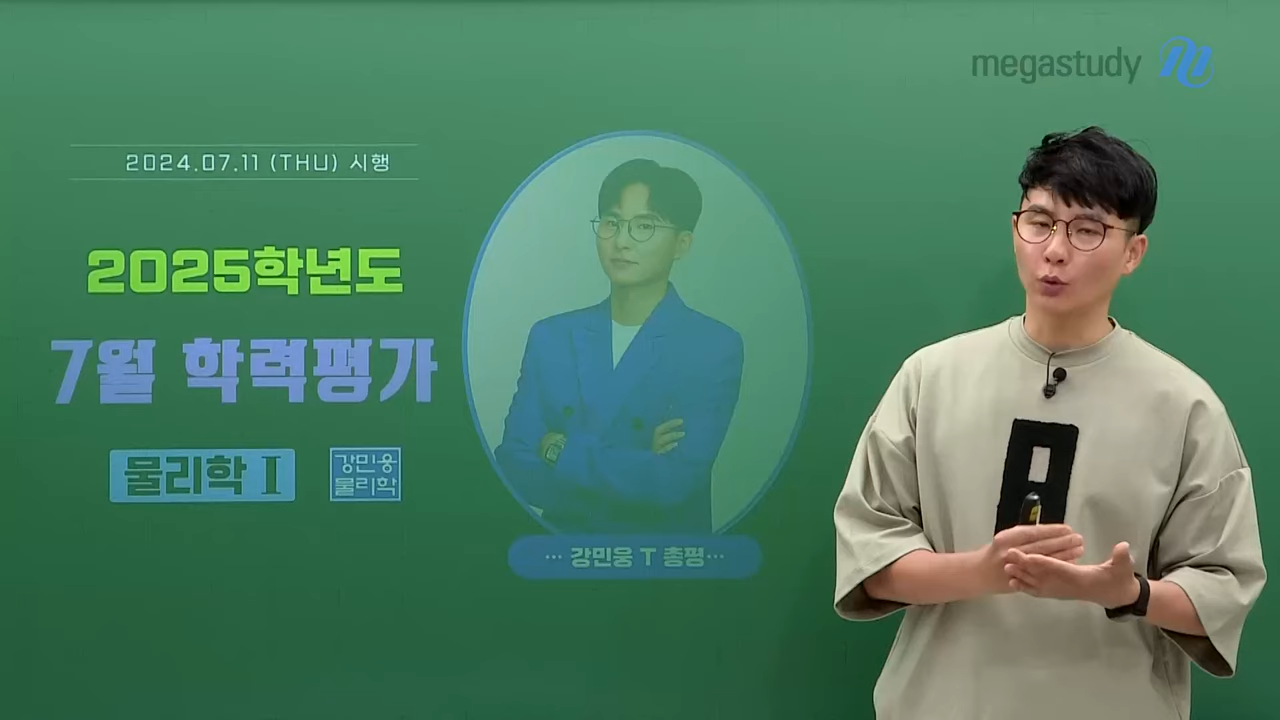 megastudy
2024.07.11 (THU) 시행
2025학년도
7월 학력평가
물리학 I
강민웅
물리학
··· 강민웅 T 총평···